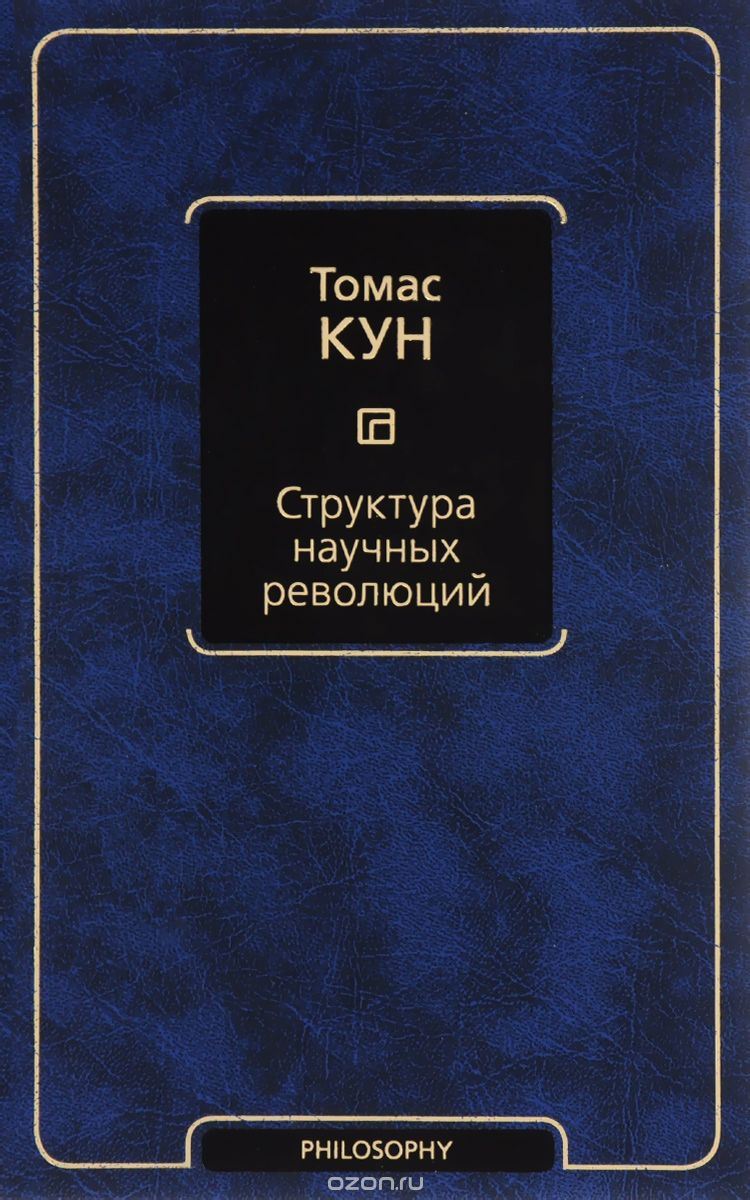 Томас
КУН
Структура
научных
революций
PHILOSOPHY
ozon.ru